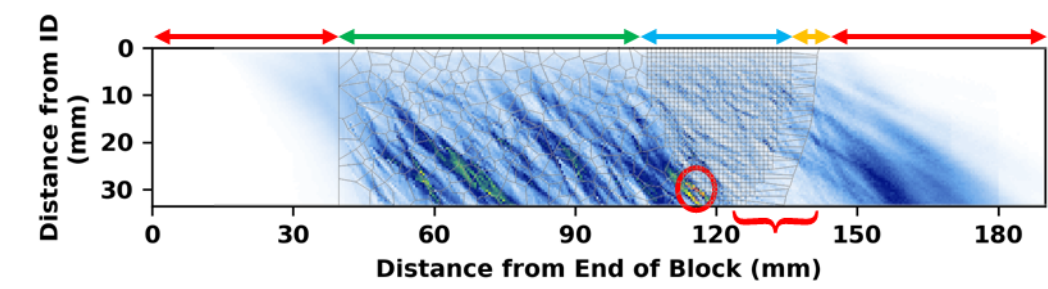 Distance from ID
(mm)
0
10
20
30
0 30 60 90 120 150 180
Distance from End of Block (mm)